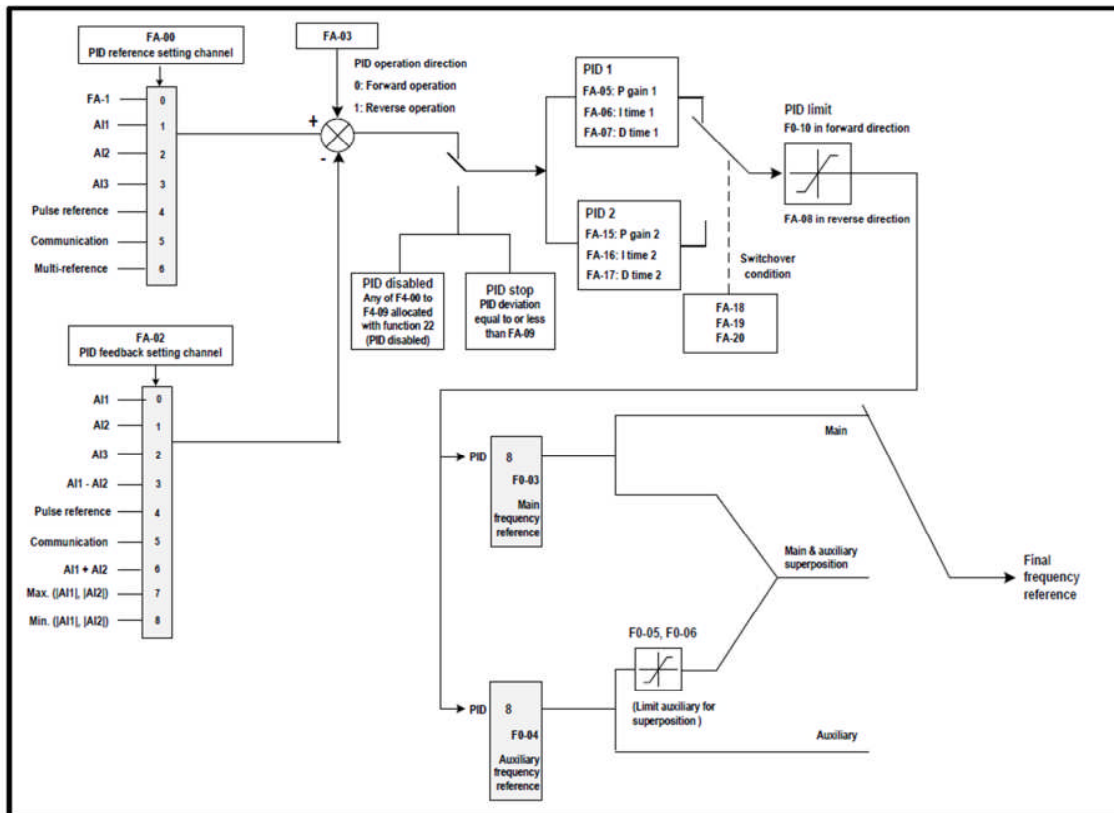 FA-00
PID reference setting channel
FA-1
0
AI1
1
AI2
2
AI3
3
Pulse reference
4
Communication
5
Multi-reference
6
FA-03
PID operation direction
0: Forward operation
1: Reverse operation
+
-
PID disabled
Any of F4-00 to
F4-09 allocated
with function 22
(PID disabled)
PID stop
PID deviation
equal to or less
than FA-09
PID 1
FA-05: P gain 1
FA-06: I time 1
FA-07: D time 1
PID 2
FA-15: P gain 2
FA-16: I time 2
FA-17: D time 2
PID limit
F0-10 in forward direction
FA-08 in reverse direction
Switchover
condition
FA-18
FA-19
FA-20
FA-02
PID feedback setting channel
AI1
0
AI2
1
AI3
2
AI1 - AI2
3
Pulse reference
4
Communication
5
AI1 + AI2
6
Max. (|AI1|, |AI2|)
7
Min. (|AI1|, |AI2|)
8
PID
8
F0-03
Main
frequency
reference
Main
Main & auxiliary
superposition
Final
frequency
reference
F0-05, F0-06
(Limit auxiliary for
superposition )
PID
8
F0-04
Auxiliary
frequency
reference
Auxiliary